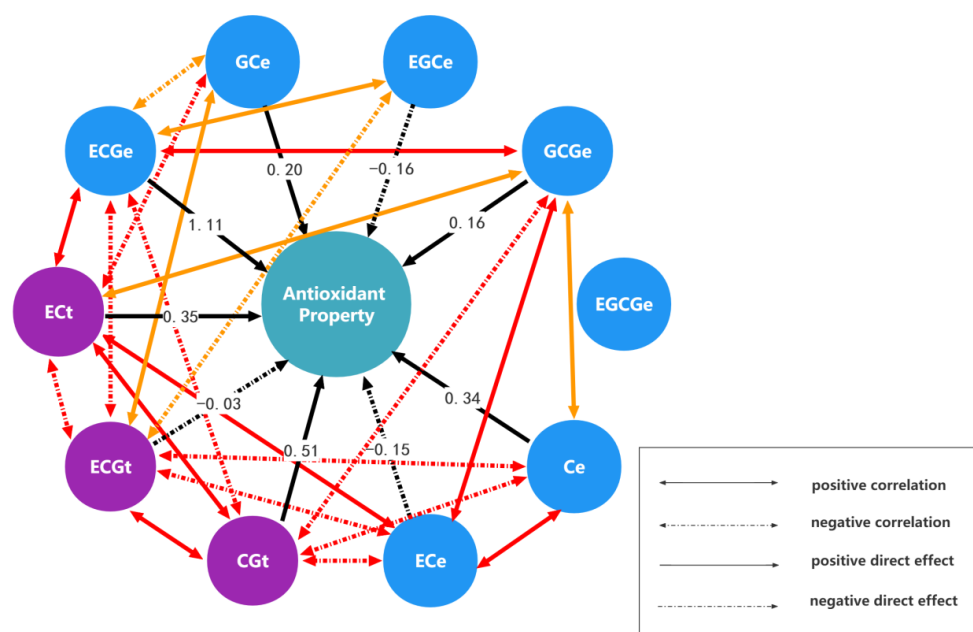 GCe
EGCe
ECGe
GCGe
0. 20
−0. 16
1. 11
0. 16
Antioxidant
Property
EGCGe
ECt
0. 35
−0. 03
0. 34
0. 51
−0. 15
ECGt
Ce
CGt
ECe
positive correlation
negative correlation
positive direct effect
negative direct effect